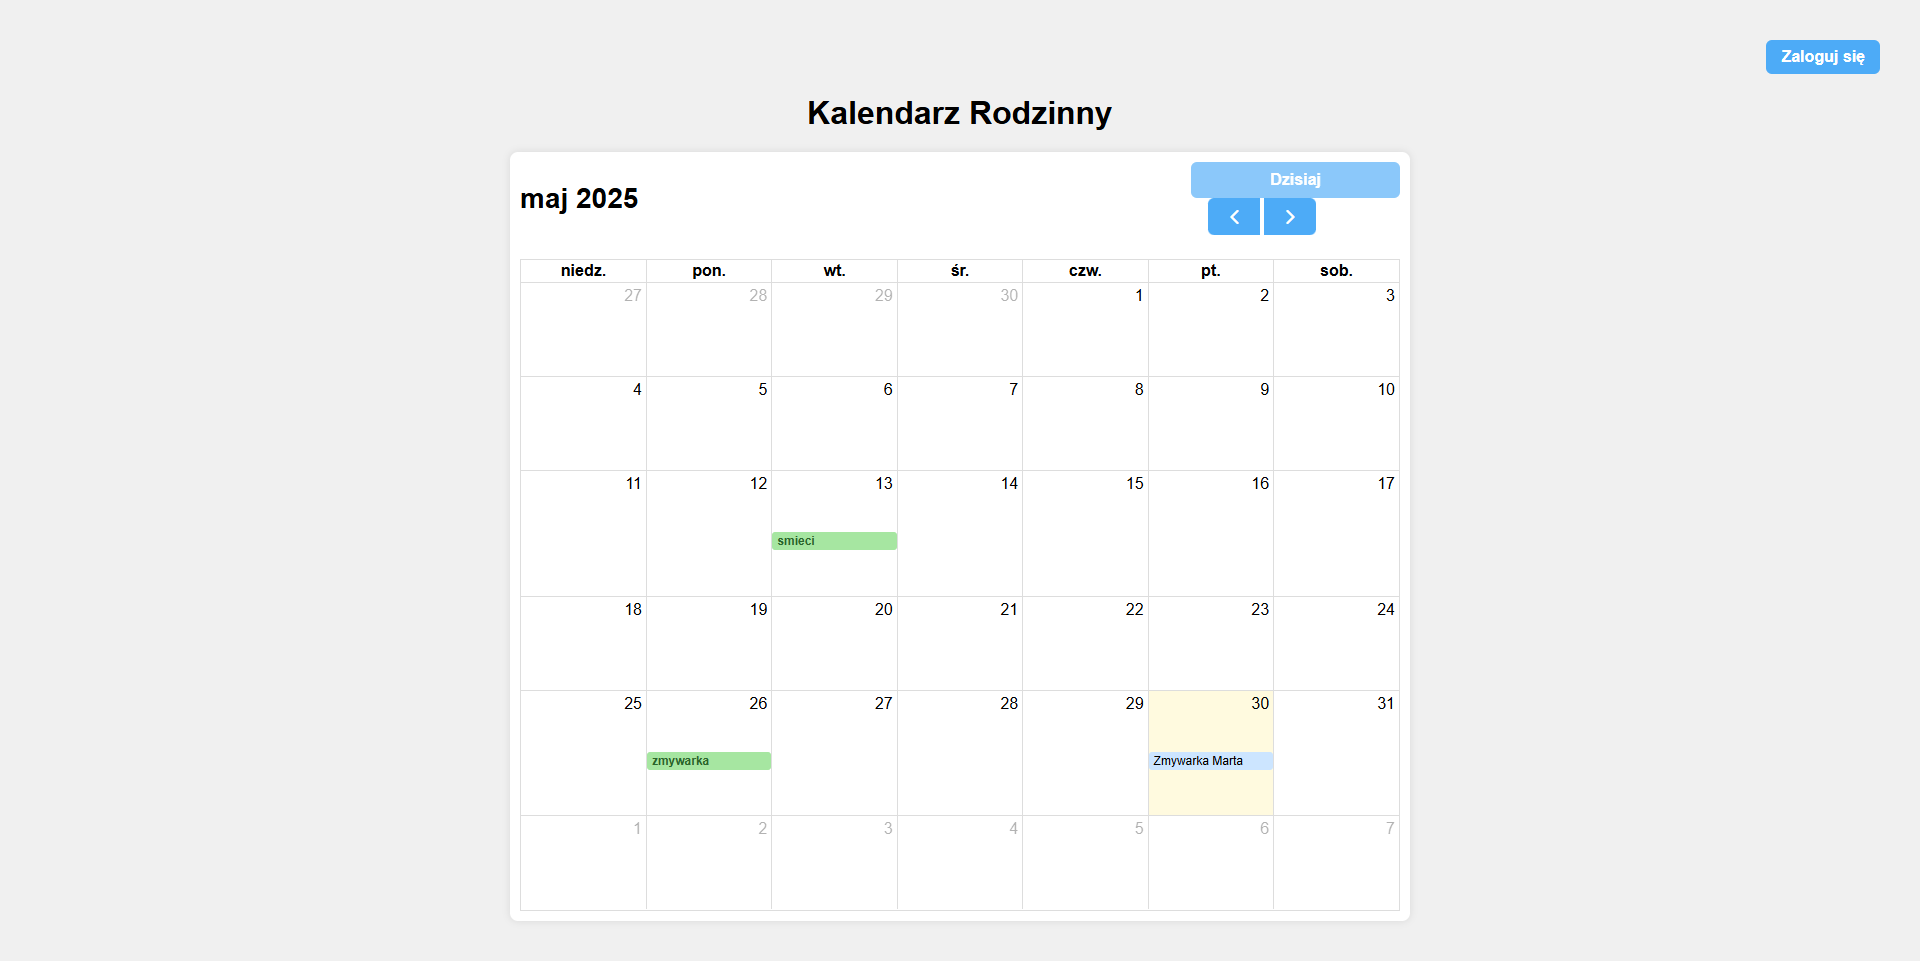 Zaloguj się
Kalendarz Rodzinny
maj 2025
Dzisiaj
niedz. pon. wt. śr. czw. pt. sob.
27 28 29 30 1 2 3
4 5 6 7 8 9 10
11 12 13 14 15 16 17
smieci
18 19 20 21 22 23 24
25 26 27 28 29 30 31
zmywarka Zmywarka Marta
1 2 3 4 5 6 7